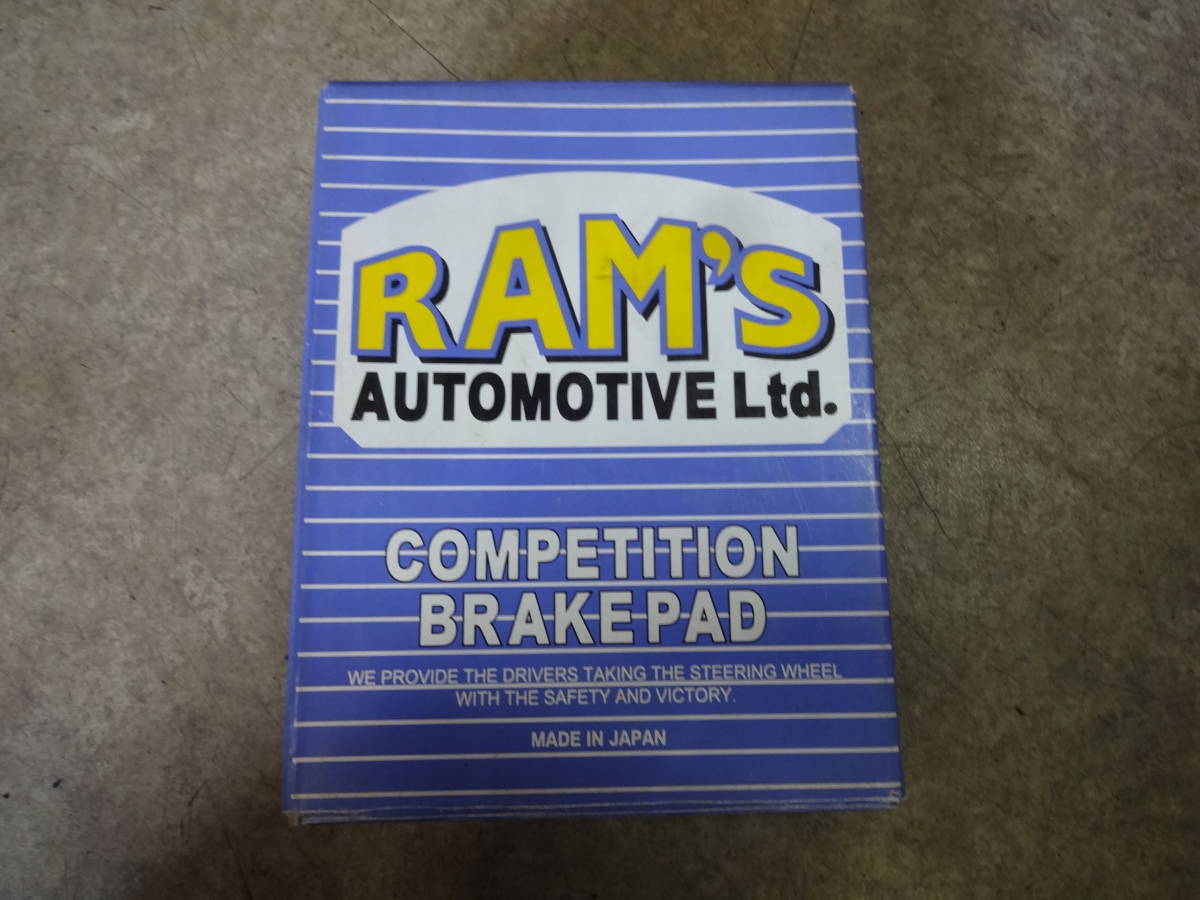 RAM'S
AUTOMOTIVE Ltd.
COMPETITION
BRAKE PAD
WE PROVIDE THE DRIVERS TAKING THE STEERING WHEEL
WITH THE SAFETY AND VICTORY.
MADE IN JAPAN